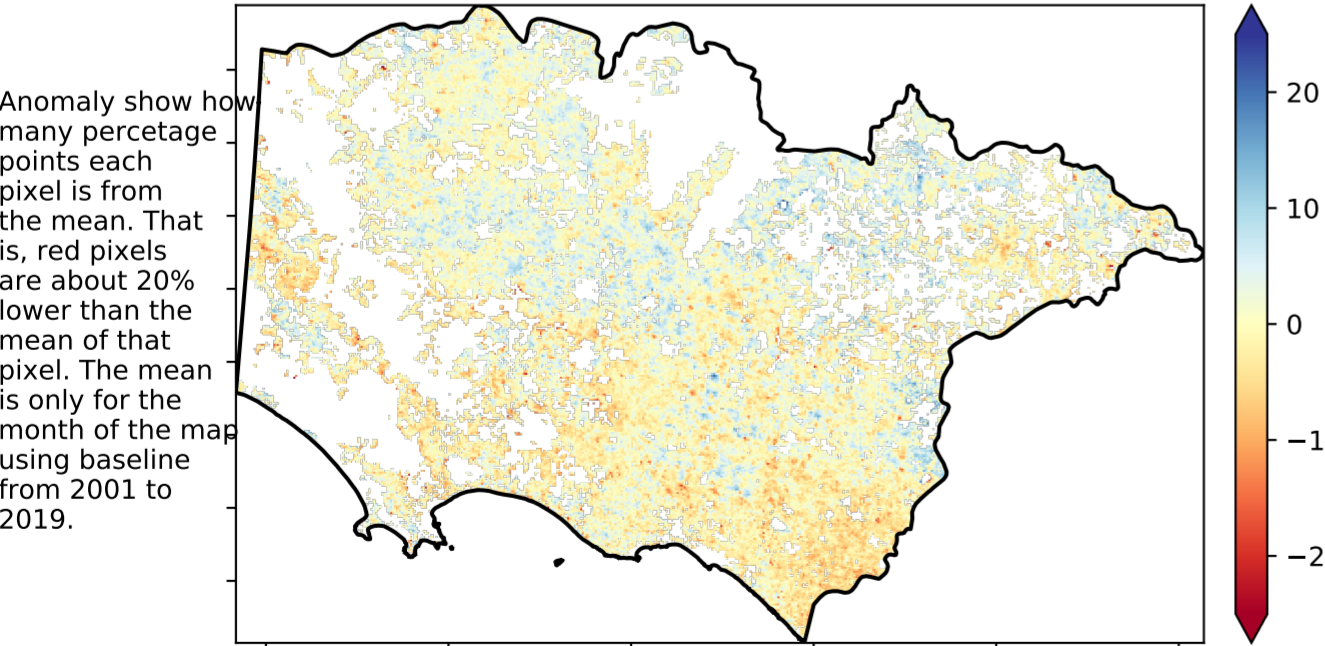 Anomaly show how
many percetage
points each
pixel is from
the mean. That
is, red pixels
are about 20%
lower than the
mean of that
pixel. The mean
is only for the
month of the map
using baseline
from 2001 to
2019.
20
10
0
−1
−2